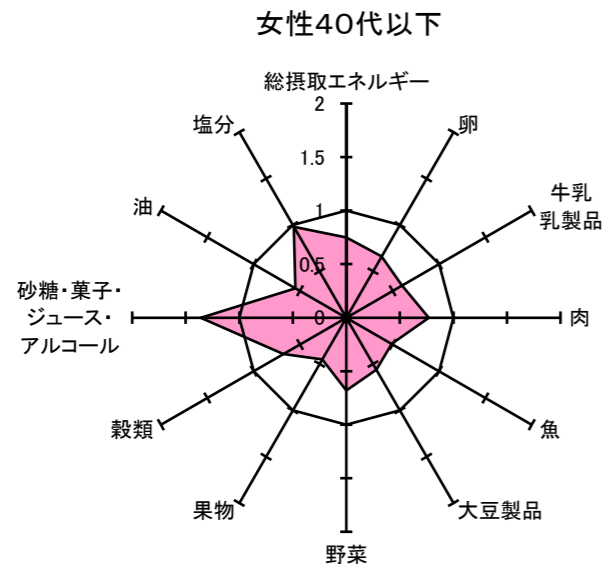 女性40代以下
総摂取エネルギー
2
1.5
1
0.5
0
卵
牛乳
乳製品
肉
魚
大豆製品
野菜
果物
穀類
砂糖・菓子・
ジュース・
アルコール
油
塩分